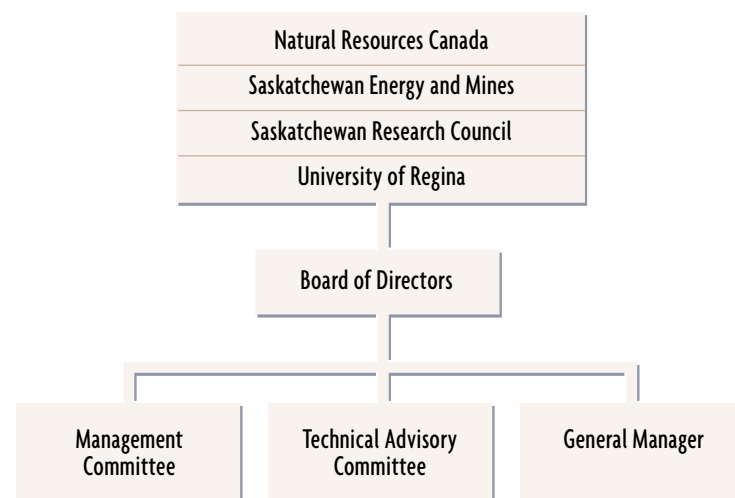 Natural Resources Canada
Saskatchewan Energy and Mines
Saskatchewan Research Council
University of Regina
Board of Directors
Management
Committee
Technical Advisory
Committee
General Manager